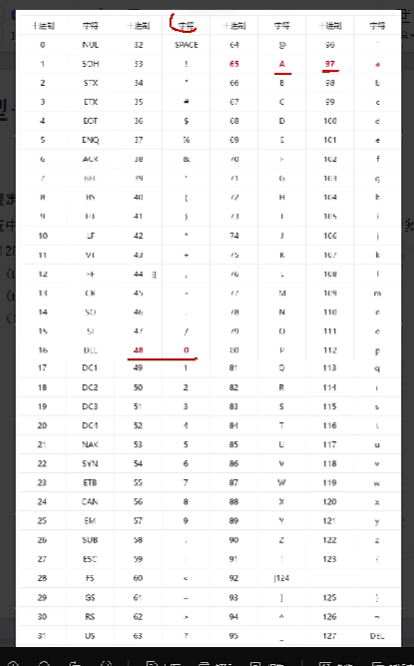 十进制 字符 十进制 字符 十进制 字符 十进制 字符
0 NUL 32 SPACE 64 @ 96 `
1 SOH 33 ! 65 A 97 a
2 STX 34 " 66 B 98 b
3 ETX 35 # 67 C 99 c
4 EOT 36 $ 68 D 100 d
5 ENQ 37 % 69 E 101 e
6 ACK 38 & 70 F 102 f
7 BEL 39 ' 71 G 103 g
8 BS 40 ( 72 H 104 h
9 HT 41 ) 73 I 105 i
10 LF 42 * 74 J 106 j
11 VT 43 + 75 K 107 k
12 FF 44 , 76 L 108 l
13 CR 45 - 77 M 109 m
14 SO 46 . 78 N 110 n
15 SI 47 / 79 O 111 o
16 DLE 48 0 80 P 112 p
17 DC1 49 1 81 Q 113 q
18 DC2 50 2 82 R 114 r
19 DC3 51 3 83 S 115 s
20 DC4 52 4 84 T 116 t
21 NAK 53 5 85 U 117 u
22 SYN 54 6 86 V 118 v
23 ETB 55 7 87 W 119 w
24 CAN 56 8 88 X 120 x
25 EM 57 9 89 Y 121 y
26 SUB 58 : 90 Z 122 z
27 ESC 59 ; 91 [ 123 {
28 FS 60 < 92 |124
29 GS 61 = 93 ] 125 }
30 RS 62 > 94 ^ 126 ~
31 US 63 ? 95 _ 127 DEL